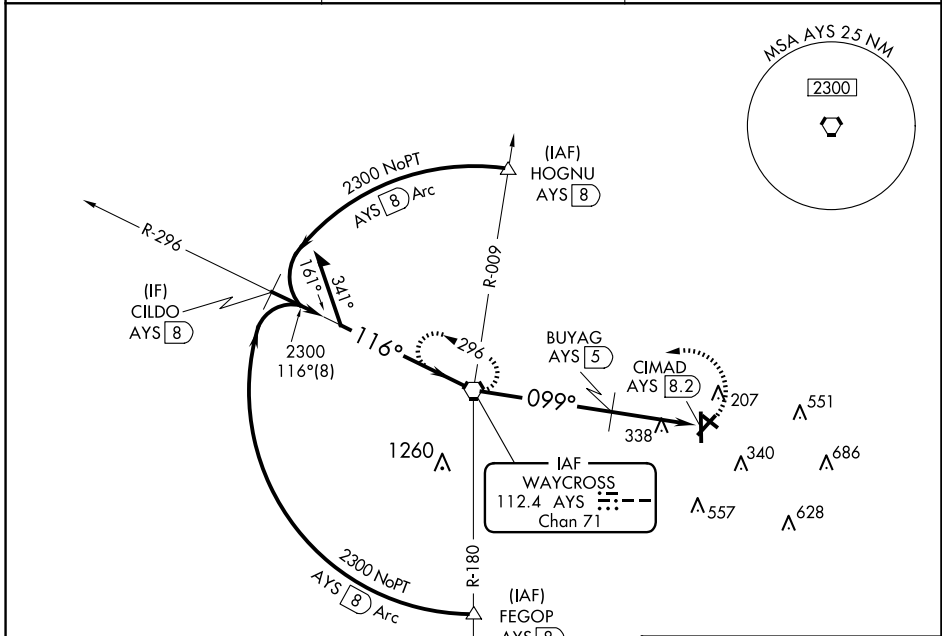 MSA AYS 25 NM
2300
(IAF)
HOGNU
AYS 8
2300 NoPT
AYS 8 Arc
R-009
R-296
(IF)
CILDO
AYS 8
161°
341°
2300
116°(8)
116°
296
BUYAG
AYS 5
CIMAD
AYS 8.2
099°
207
551
338
340
686
557
628
1260
IAF
WAYCROSS
112.4 AYS
Chan 71
R-180
2300 NoPT
AYS 8 Arc
(IAF)
FEGOP
AYS 8